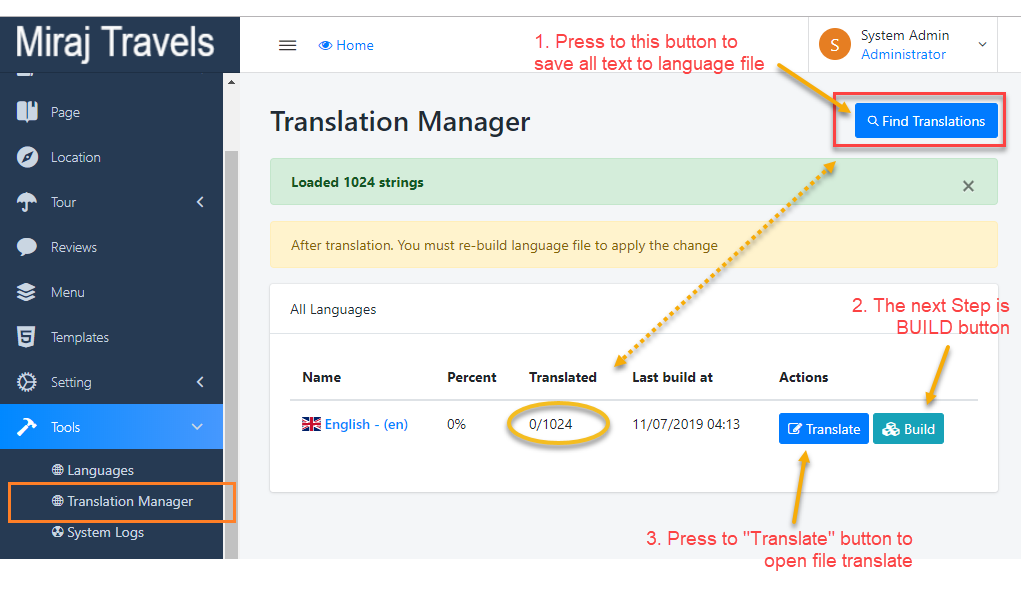 Miraj Travels
Home
1. Press to this button to
save all text to language file
S
System Admin
Administrator
Page
Location
Tour
Reviews
Menu
Templates
Setting
Tools
Languages
Translation Manager
System Logs
Translation Manager
Find Translations
Loaded 1024 strings
×
After translation. You must re-build language file to apply the change
All Languages
2. The next Step is
BUILD button
Name Percent Translated Last build at Actions
English - (en) 0% 0/1024 11/07/2019 04:13 Translate Build
3. Press to "Translate" button to
open file translate